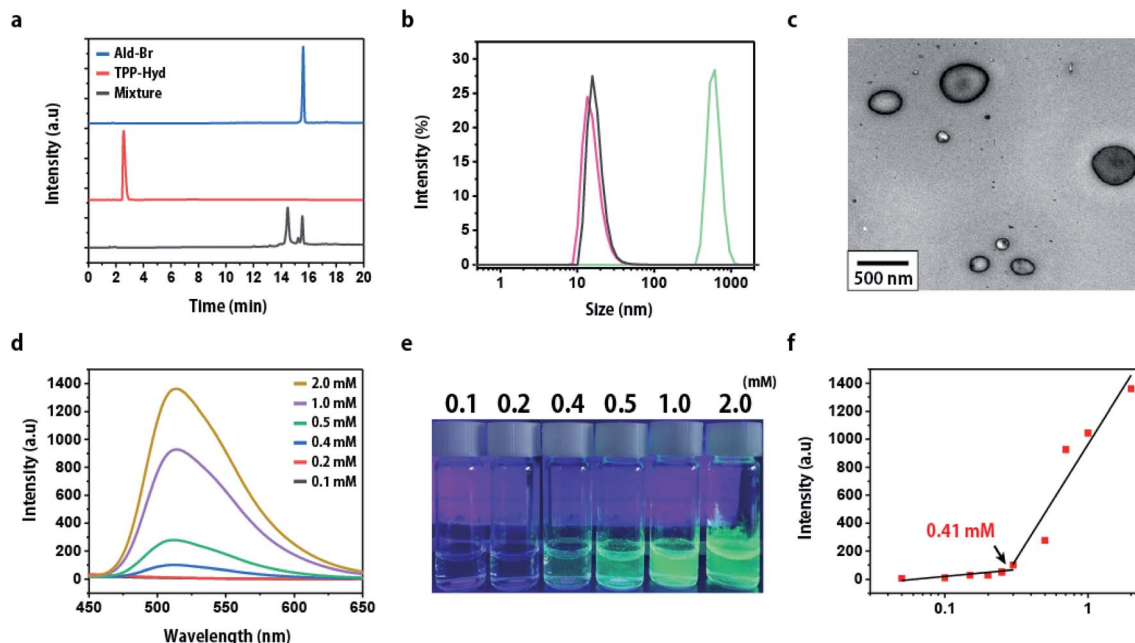 a
Ald-Br
TPP-Hyd
Mixture
Intensity (a.u)
0 2 4 6 8 10 12 14 16 18 20
Time (min)
b
30
25
20
15
10
5
0
Intensity (%)
1 10 100 1000
Size (nm)
c
500 nm
d
1400
1200
1000
800
600
400
200
0
Intensity (a.u)
2.0 mM
1.0 mM
0.5 mM
0.4 mM
0.2 mM
0.1 mM
450 500 550 600 650
Wavelength (nm)
e
(mM)
0.1 0.2 0.4 0.5 1.0 2.0
f
1400
1200
1000
800
600
400
200
0
Intensity (a.u)
0.41 mM
0.1 1